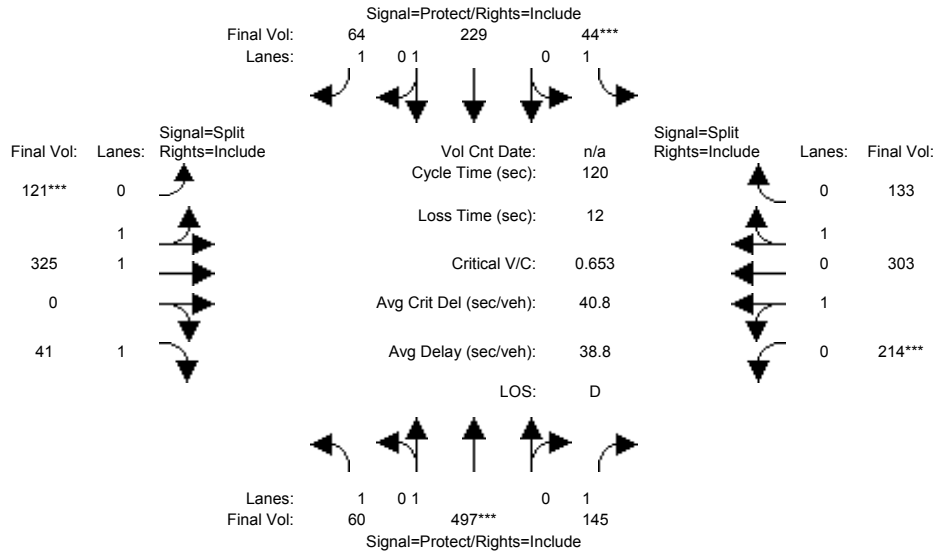 Signal=Protect/Rights=Include
Final Vol: 64 229 44***
Lanes: 1 0 1 0 1
Signal=Split
Final Vol: Lanes: Rights=Include
Vol Cnt Date: n/a
Cycle Time (sec): 120
Signal=Split
Rights=Include Lanes: Final Vol:
121*** 0
0 133
Loss Time (sec): 12
1
1
325 1
Critical V/C: 0.653
0 303
0
Avg Crit Del (sec/veh): 40.8
1
41 1
Avg Delay (sec/veh): 38.8
0 214***
LOS: D
Lanes: 1 0 1 0 1
Final Vol: 60 497*** 145
Signal=Protect/Rights=Include